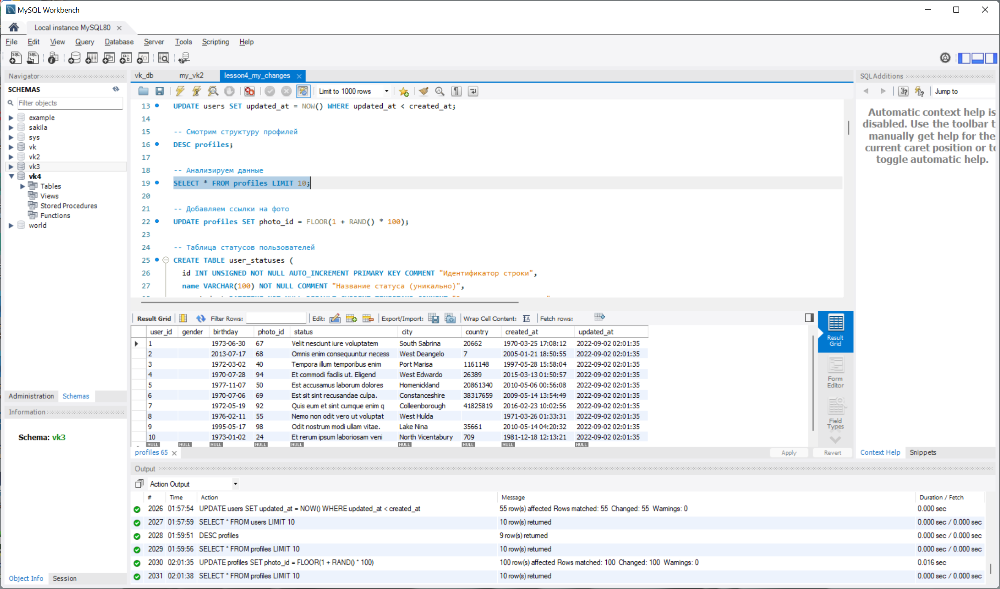 MySQL Workbench
Local instance MySQL80
File Edit View Query Database Server Tools Scripting Help
Navigator
SCHEMAS
Filter objects
example
sakila
sys
vk
vk2
vk3
vk4
Tables
Views
Stored Procedures
Functions
world
Administration Schemas
Information
Schema: vk3
Object Info Session
vk_db my_vk2 lesson4_my_changes
Limit to 1000 rows
13 UPDATE users SET updated_at = NOW() WHERE updated_at < created_at;
14
15 -- Смотрим структуру профилей
16 DESC profiles;
17
18 -- Анализируем данные
19 SELECT * FROM profiles LIMIT 10;
20
21 -- Добавляем ссылки на фото
22 UPDATE profiles SET photo_id = FLOOR(1 + RAND() * 100);
23
24 -- Таблица статусов пользователей
25 CREATE TABLE user_statuses (
26 id INT UNSIGNED NOT NULL AUTO_INCREMENT PRIMARY KEY COMMENT "Идентификатор строки",
27 name VARCHAR(100) NOT NULL COMMENT "Название статуса (уникально)",
Result Grid Filter Rows: Edit: Export/Import: Wrap Cell Content: Fetch rows:
user_id gender birthday photo_id status city country created_at updated_at
1 1973-06-30 67 Velit nesciunt iure voluptatem South Sabrina 20662 1970-03-25 17:08:12 2022-09-02 02:01:35
2 2013-07-17 68 Omnis enim consequuntur necess West Deangelo 7 2005-01-21 18:50:55 2022-09-02 02:01:35
3 1972-03-02 40 Tempora illum temporibus enim Port Marisa 1161148 1997-05-28 15:58:04 2022-09-02 02:01:35
4 1970-07-28 94 Et commodi facilis ut. Eligend West Edwardo 26389 2015-03-13 01:50:57 2022-09-02 02:01:35
5 1977-11-07 50 Est accusamus laborum dolores Homenickland 20861340 2010-05-06 00:56:08 2022-09-02 02:01:35
6 1970-07-06 69 Est sit sint recusandae culpa. Constanceshire 38317659 2009-05-14 13:54:49 2022-09-02 02:01:35
7 1972-05-19 92 Quis eum et sint cumque enim q Colleenborough 41825819 2016-02-23 10:02:56 2022-09-02 02:01:35
8 1976-02-11 55 Nemo non odit vero ut voluptat West Hulda 1971-03-26 01:33:31 2022-09-02 02:01:35
9 1995-05-17 98 Odit nostrum modi ullam vitae. Lake Nina 35661 2010-05-14 04:20:32 2022-09-02 02:01:35
10 1973-01-02 24 Et rerum ipsum laboriosam veni North Vicentabury 709 1981-12-18 12:13:21 2022-09-02 02:01:35
NULL NULL NULL NULL NULL NULL NULL NULL NULL
profiles 65
Apply Revert
Result
Grid
Form
Editor
Field
Types
SQLAdditions
Jump to
Automatic context help is
disabled. Use the toolbar t
manually get help for the
current caret position or to
toggle automatic help.
Context Help Snippets
Output
Action Output
# Time Action Message Duration / Fetch
2026 01:57:54 UPDATE users SET updated_at = NOW() WHERE updated_at < created_at 55 row(s) affected Rows matched: 55 Changed: 55 Warnings: 0 0.000 sec
2027 01:57:59 SELECT * FROM users LIMIT 10 10 row(s) returned 0.000 sec / 0.000 sec
2028 01:59:51 DESC profiles 9 row(s) returned 0.000 sec / 0.000 sec
2029 01:59:56 SELECT * FROM profiles LIMIT 10 10 row(s) returned 0.000 sec / 0.000 sec
2030 02:01:35 UPDATE profiles SET photo_id = FLOOR(1 + RAND() * 100) 100 row(s) affected Rows matched: 100 Changed: 100 Warnings: 0 0.016 sec
2031 02:01:38 SELECT * FROM profiles LIMIT 10 10 row(s) returned 0.000 sec / 0.000 sec